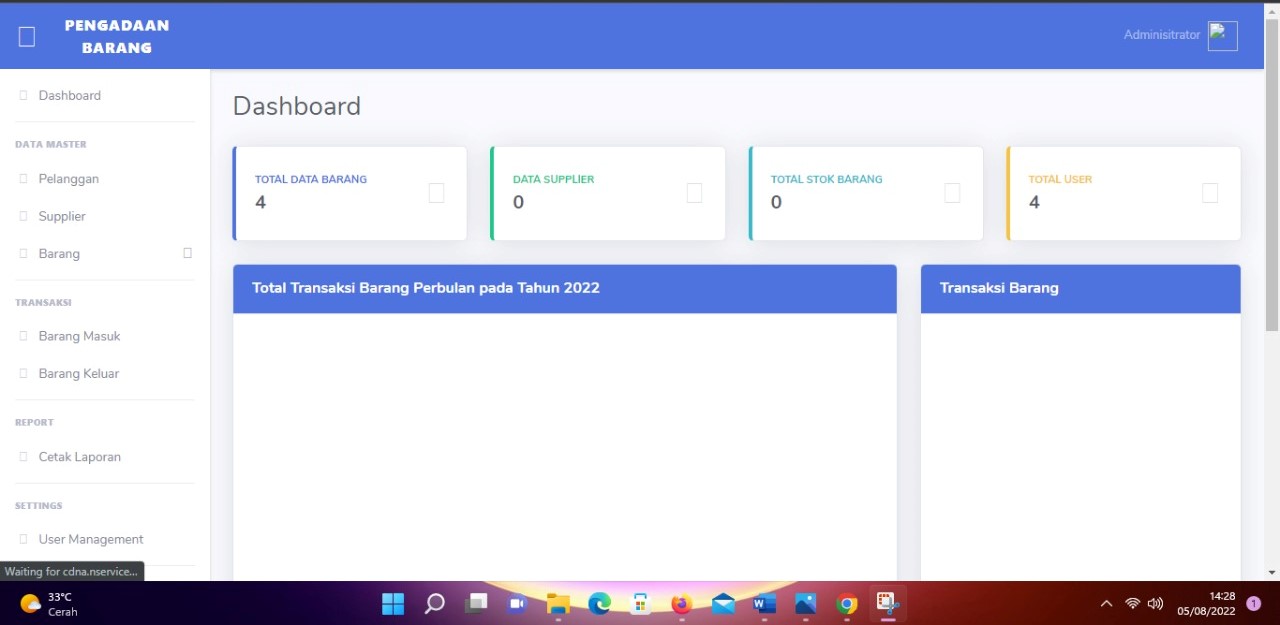 PENGADAAN
BARANG
Adminisitrator
Dashboard
DATA MASTER
Pelanggan
Supplier
Barang
TRANSAKSI
Barang Masuk
Barang Keluar
REPORT
Cetak Laporan
SETTINGS
User Management
Dashboard
TOTAL DATA BARANG
4
DATA SUPPLIER
0
TOTAL STOK BARANG
0
TOTAL USER
4
Total Transaksi Barang Perbulan pada Tahun 2022
Transaksi Barang
Waiting for cdna.nservice...
33°C
Cerah
W
14:28
05/08/2022
1